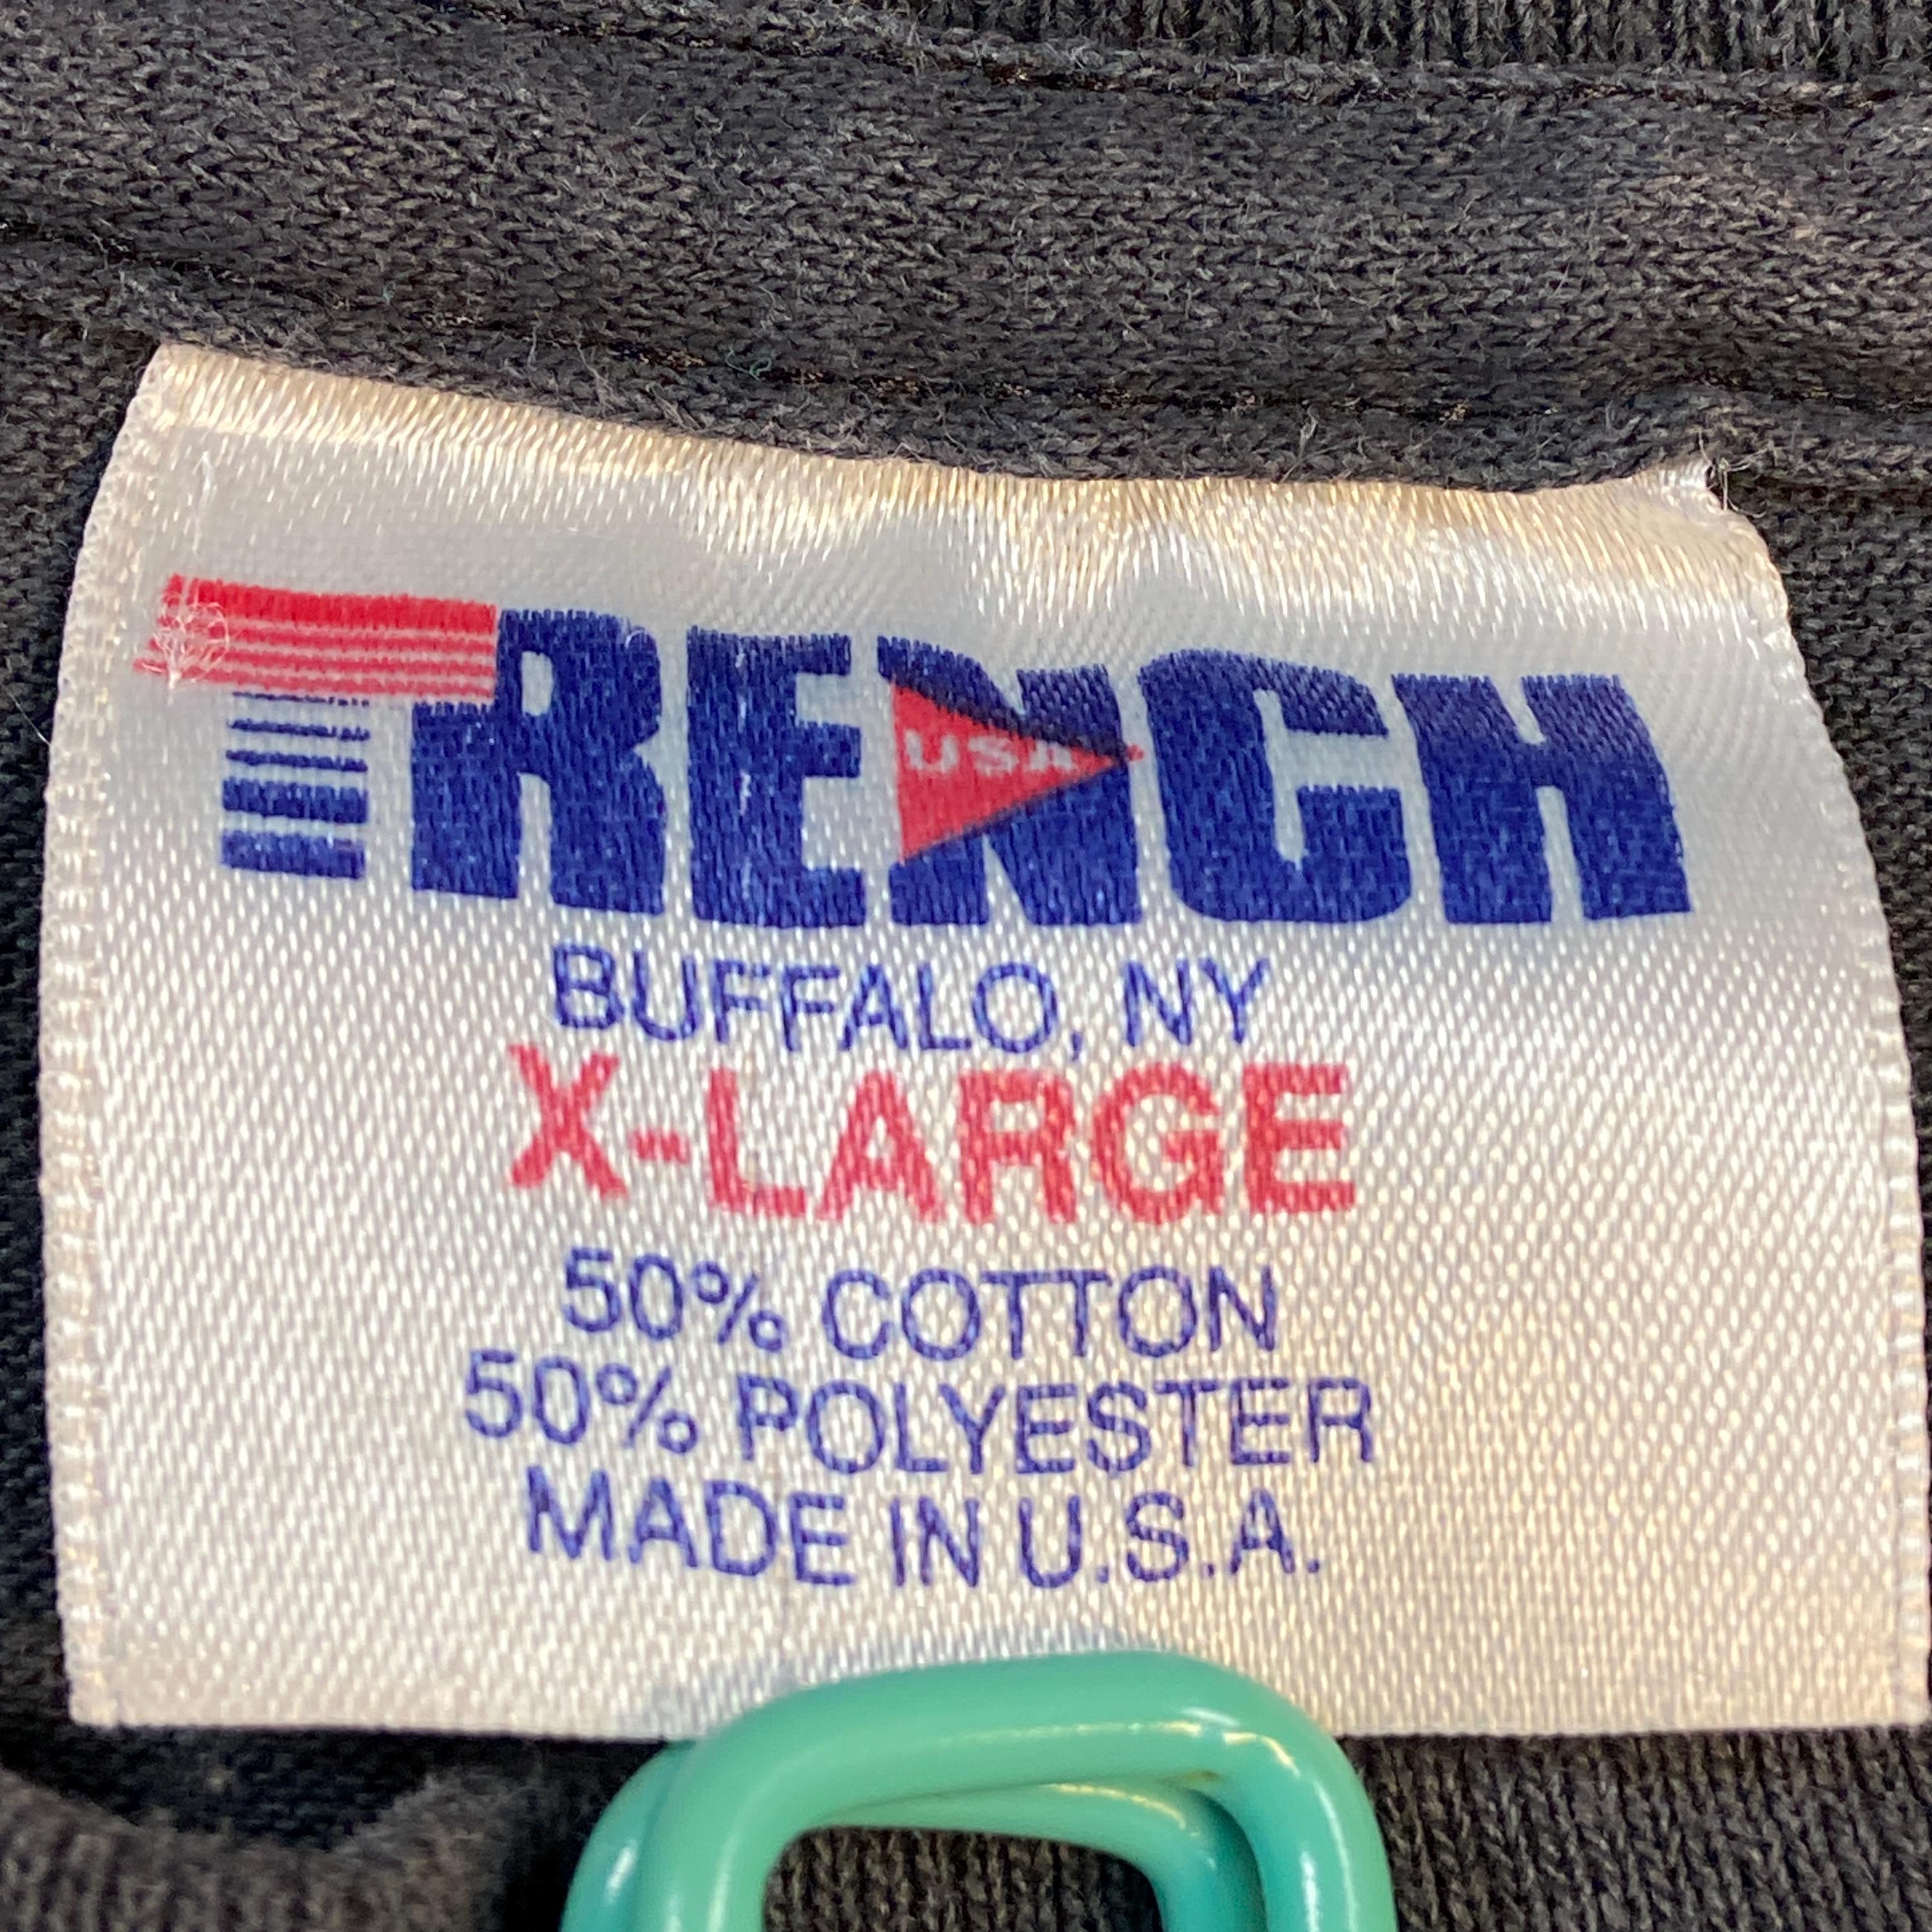 TRENCH
USA
BUFFALO, NY
X-LARGE
50% COTTON
50% POLYESTER
MADE IN U.S.A.